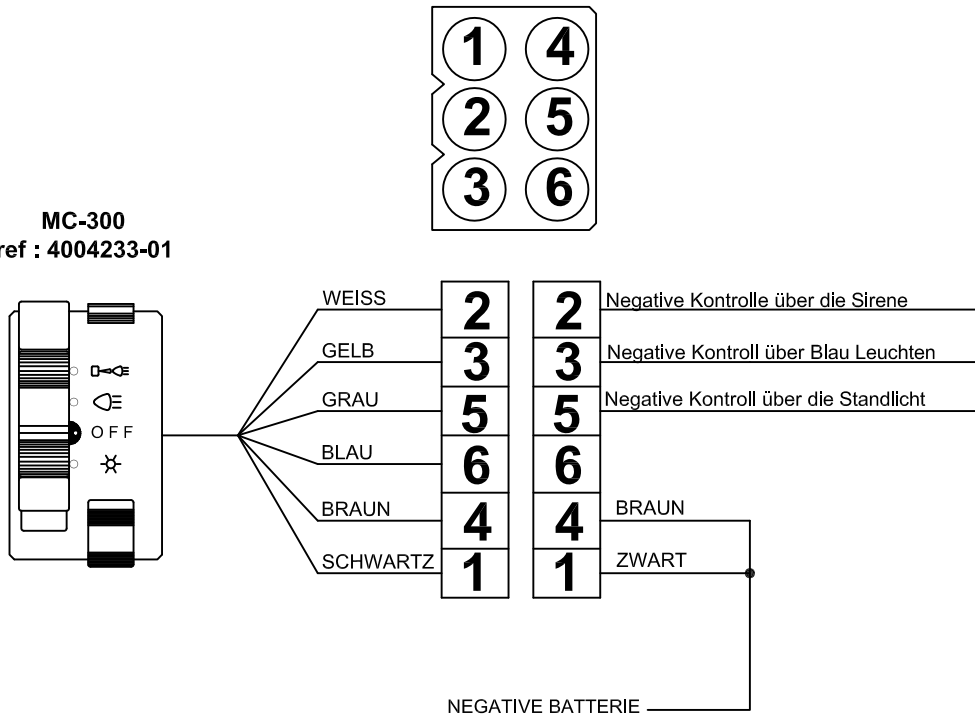 1 4
2 5
3 6
MC-300
ref : 4004233-01
OFF
WEISS 2 2 Negative Kontrolle über die Sirene
GELB 3 3 Negative Kontroll über Blau Leuchten
GRAU 5 5 Negative Kontroll über die Standlicht
BLAU 6 6
BRAUN 4 4 BRAUN
SCHWARTZ 1 1 ZWART
NEGATIVE BATTERIE